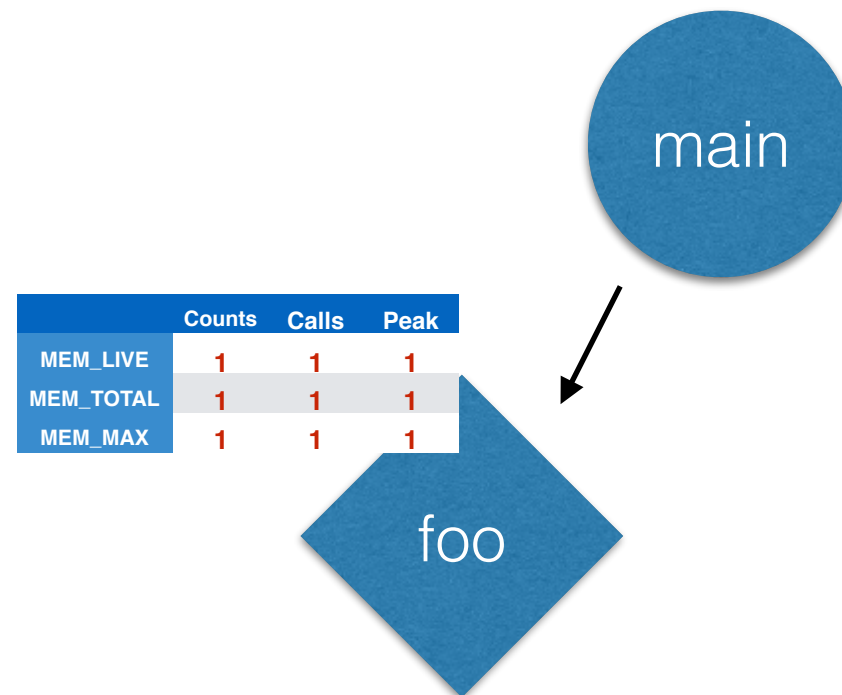 main
Counts Calls Peak
MEM_LIVE 1 1 1
MEM_TOTAL 1 1 1
MEM_MAX 1 1 1
foo